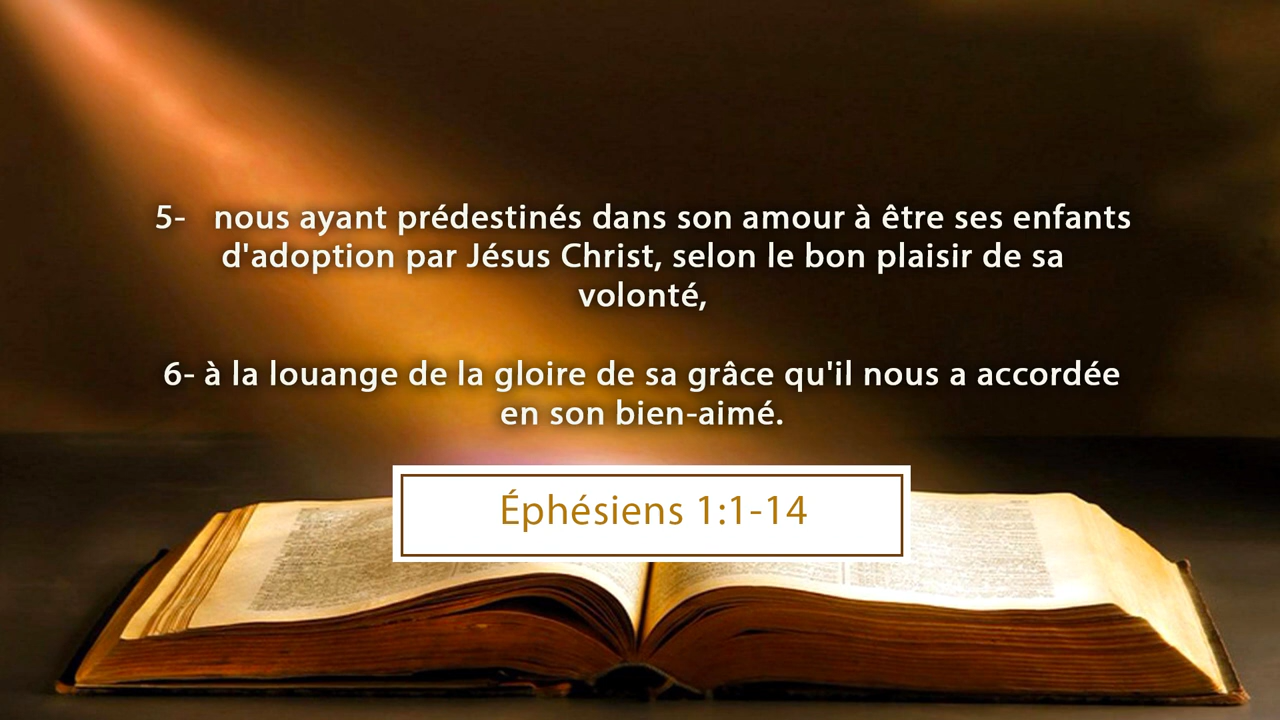 5- nous ayant prédestinés dans son amour à être ses enfants
d'adoption par Jésus Christ, selon le bon plaisir de sa
volonté,
6- à la louange de la gloire de sa grâce qu'il nous a accordée
en son bien-aimé.
Éphésiens 1:1-14